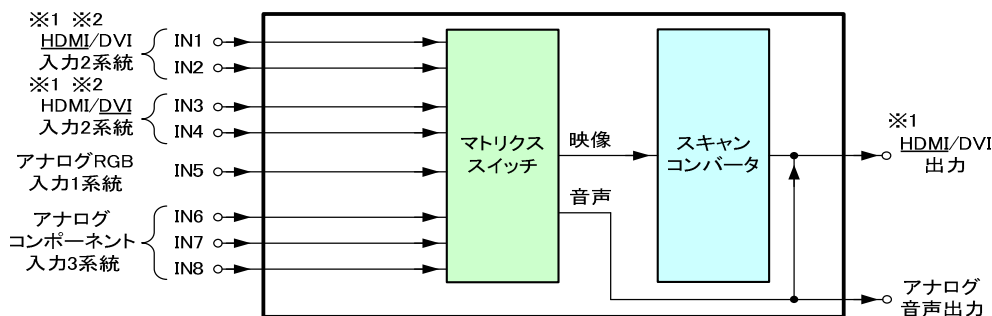 ※1 ※2
HDMI/DVI
入力2系統
IN1
IN2
※1 ※2
HDMI/DVI
入力2系統
IN3
IN4
アナログRGB
入力1系統
IN5
アナログ
コンポーネント
入力3系統
IN6
IN7
IN8
マトリクス
スイッチ
映像
音声
スキャン
コンバータ
※1
HDMI/DVI
出力
アナログ
音声出力